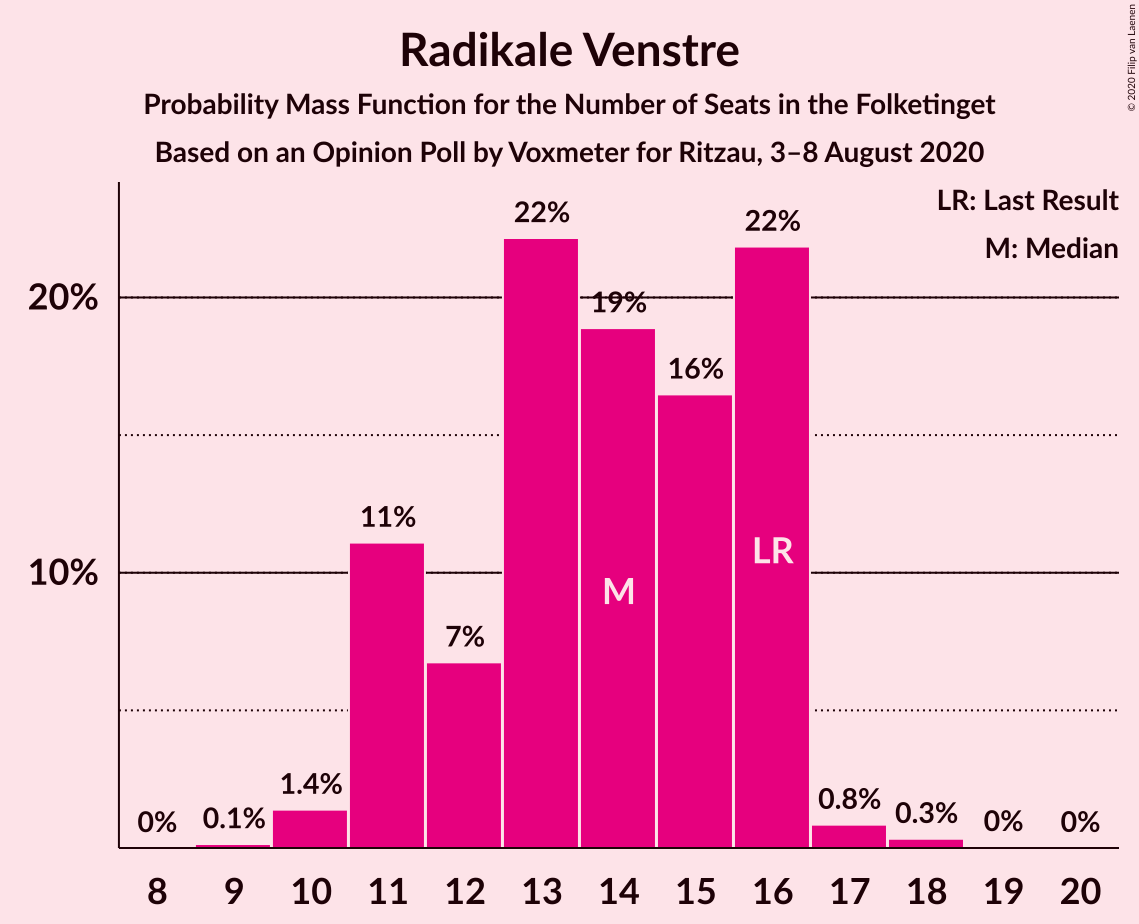 Radikale Venstre
Probability Mass Function for the Number of Seats in the Folketinget
Based on an Opinion Poll by Voxmeter for Ritzau, 3–8 August 2020
© 2020 Filip van Laenen
LR: Last Result
M: Median
20%
10%
0%
0.1%
1.4%
11%
7%
22%
19%
16%
22%
0.8%
0.3%
0%
0%
M
LR
8 9 10 11 12 13 14 15 16 17 18 19 20